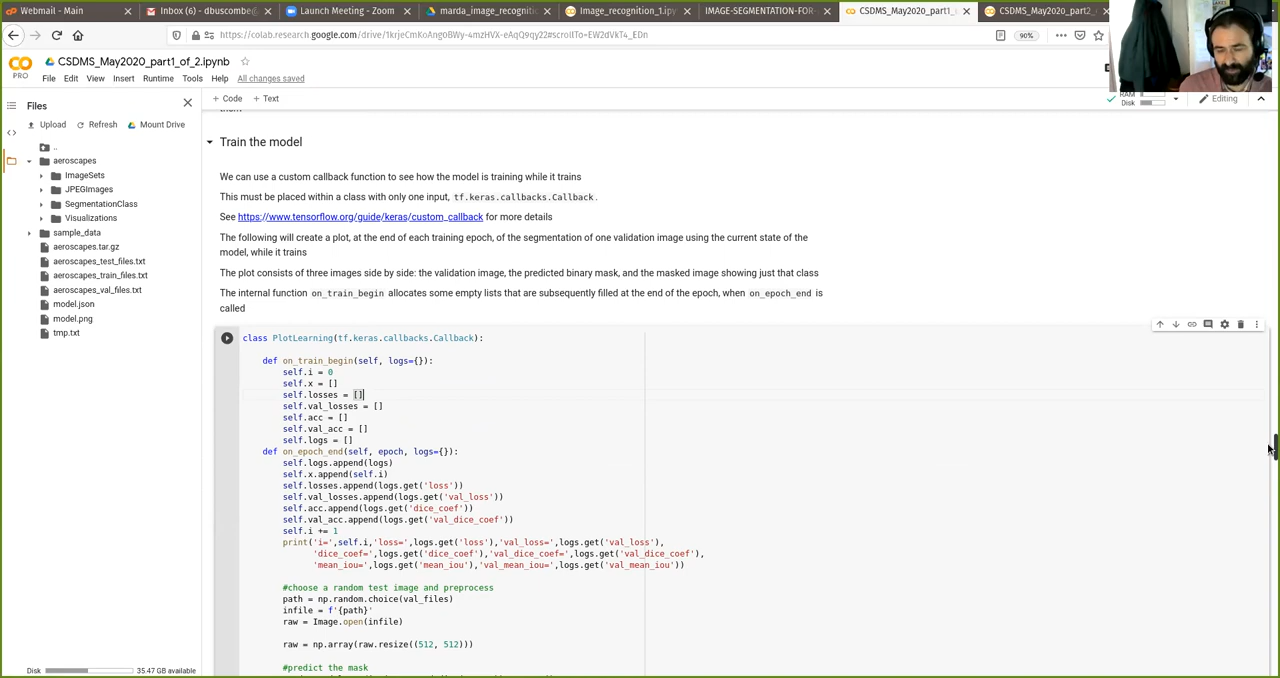 Webmail - Main
Inbox (6) - dbuscombe
Launch Meeting - Zoom
marda_image_recogniti
Image_recognition_1.ip
IMAGE-SEGMENTATION-FOR-
CSDMS_May2020_part1_
CSDMS_May2020_part2_
90%
CSDMS_May2020_part1_of_2.ipynb
PRO
File Edit View Insert Runtime Tools Help All changes saved
+ Code + Text
RAM
Disk
Editing
Files
Upload Refresh Mount Drive
..
aeroscapes
ImageSets
JPEGImages
SegmentationClass
Visualizations
sample_data
aeroscapes.tar.gz
aeroscapes_test_files.txt
aeroscapes_train_files.txt
aeroscapes_val_files.txt
model.json
model.png
tmp.txt
Disk 35.47 GB available
Train the model
We can use a custom callback function to see how the model is training while it trains
This must be placed within a class with only one input, tf.keras.callbacks.Callback.
See https://www.tensorflow.org/guide/keras/custom_callback for more details
The following will create a plot, at the end of each training epoch, of the segmentation of one validation image using the current state of the
model, while it trains
The plot consists of three images side by side: the validation image, the predicted binary mask, and the masked image showing just that class
The internal function on_train_begin allocates some empty lists that are subsequently filled at the end of the epoch, when on_epoch_end is
called
class PlotLearning(tf.keras.callbacks.Callback):
def on_train_begin(self, logs={}):
self.i = 0
self.x = []
self.losses = []
self.val_losses = []
self.acc = []
self.val_acc = []
self.logs = []
def on_epoch_end(self, epoch, logs={}):
self.logs.append(logs)
self.x.append(self.i)
self.losses.append(logs.get('loss'))
self.val_losses.append(logs.get('val_loss'))
self.acc.append(logs.get('dice_coef'))
self.val_acc.append(logs.get('val_dice_coef'))
self.i += 1
print('i=',self.i,'loss=',logs.get('loss'),'val_loss=',logs.get('val_loss'),
'dice_coef=',logs.get('dice_coef'),'val_dice_coef=',logs.get('val_dice_coef'),
'mean_iou=',logs.get('mean_iou'),'val_mean_iou=',logs.get('val_mean_iou'))
#choose a random test image and preprocess
path = np.random.choice(val_files)
infile = f'{path}'
raw = Image.open(infile)
raw = np.array(raw.resize((512, 512)))
#predict the mask